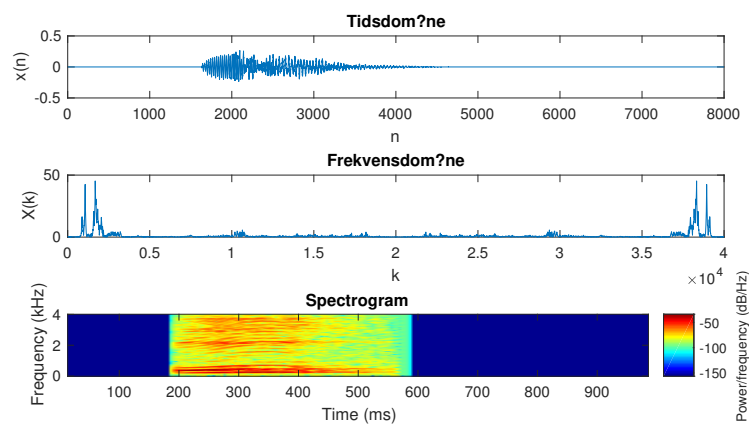 Tidsdom?ne
0.5
0
-0.5
x(n)
0 1000 2000 3000 4000 5000 6000 7000 8000
n
Frekvensdom?ne
50
0
X(k)
0 0.5 1 1.5 2 2.5 3 3.5 4
k
×10^4
Spectrogram
4
2
0
Frequency (kHz)
100 200 300 400 500 600 700 800 900
Time (ms)
-50
-100
-150
Power/frequency (dB/Hz)